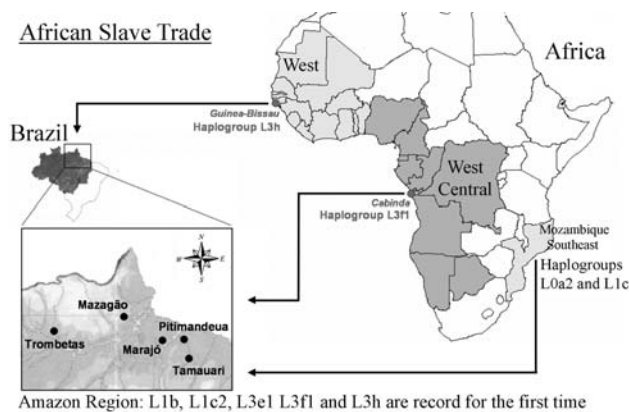 African Slave Trade
Africa
West
Guinea-Bissau
Haplogroup L3h
Brazil
West
Central
Cabinda
Haplogroup L3f1
Mozambique
Southeast
Haplogroups
L0a2 and L1c
N
W
E
S
Mazagão
Pitimandeua
Trombetas
Marajó
Tamauari
Amazon Region: L1b, L1c2, L3e1 L3f1 and L3h are record for the first time